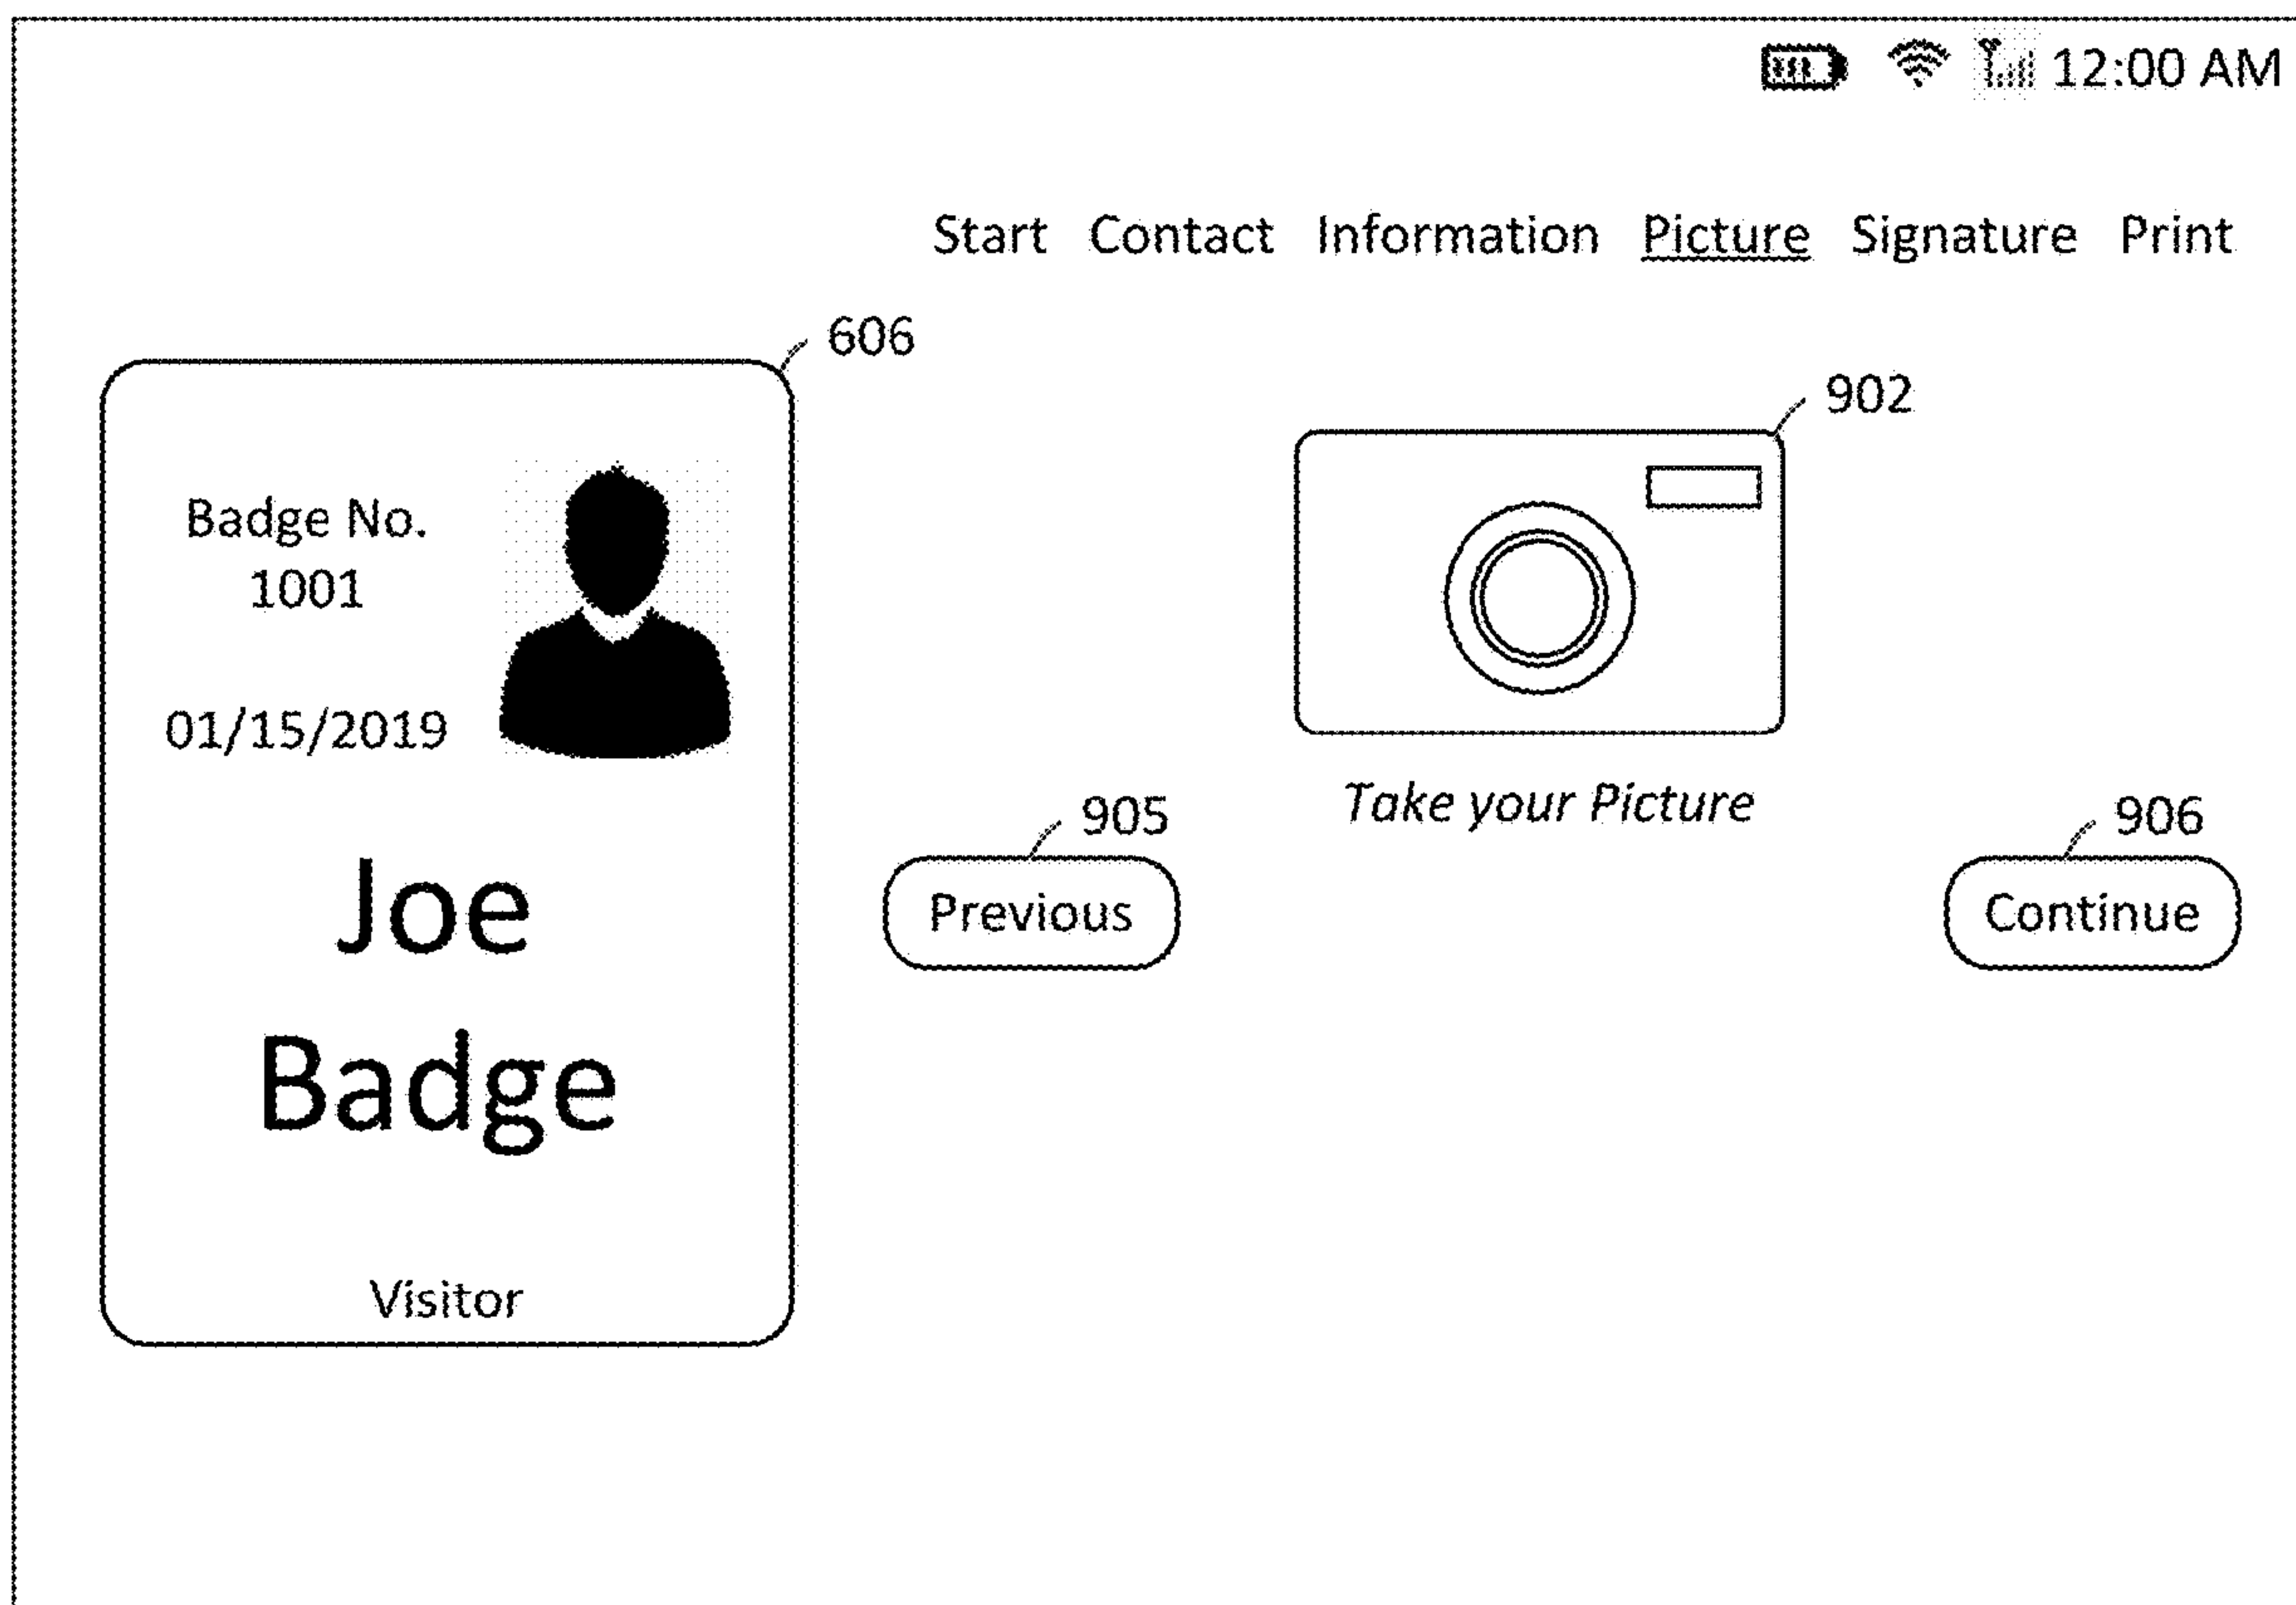 12:00 AM
Start Contact Information Picture Signature Print
606
902
Badge No.
1001
01/15/2019
Take your Picture
905
906
Joe
Previous
Continue
Badge
Visitor